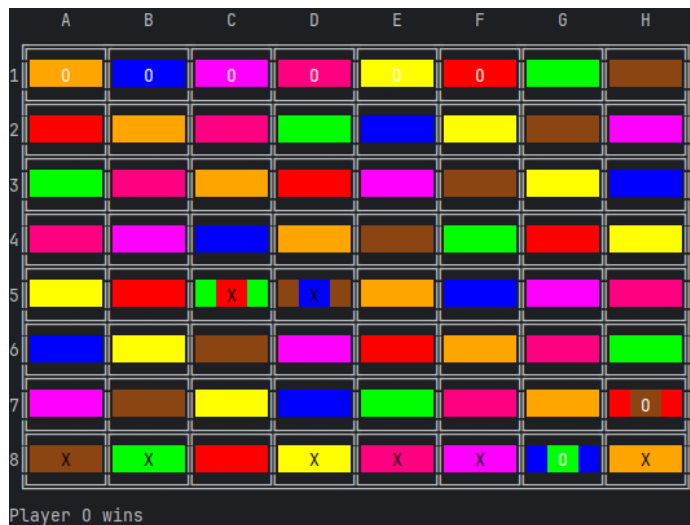 A B C D E F G H
1 O O O O O O
2
3
4
5 X X
6
7 O
8 X X X X X O X
Player O wins